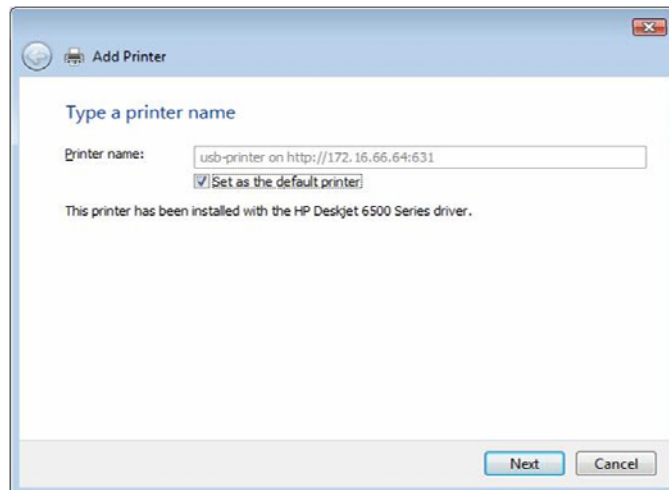 Add Printer
Type a printer name
Printer name:
usb-printer on http://172.16.66.64:631
Set as the default printer
This printer has been installed with the HP Deskjet 6500 Series driver.
Next
Cancel